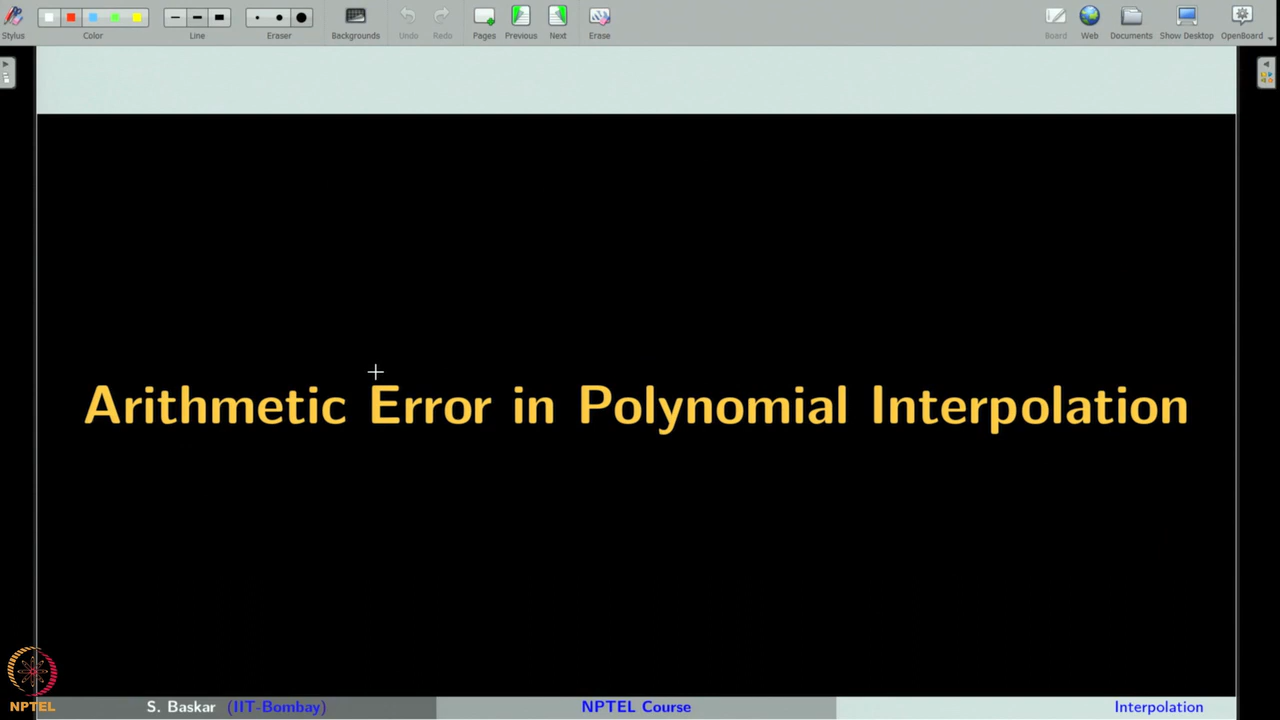 Stylus Color Line Eraser Backgrounds Undo Redo Pages Previous Next Erase Board Web Documents Show Desktop OpenBoard
Arithmetic Error in Polynomial Interpolation
NPTEL
S. Baskar (IIT-Bombay) NPTEL Course Interpolation